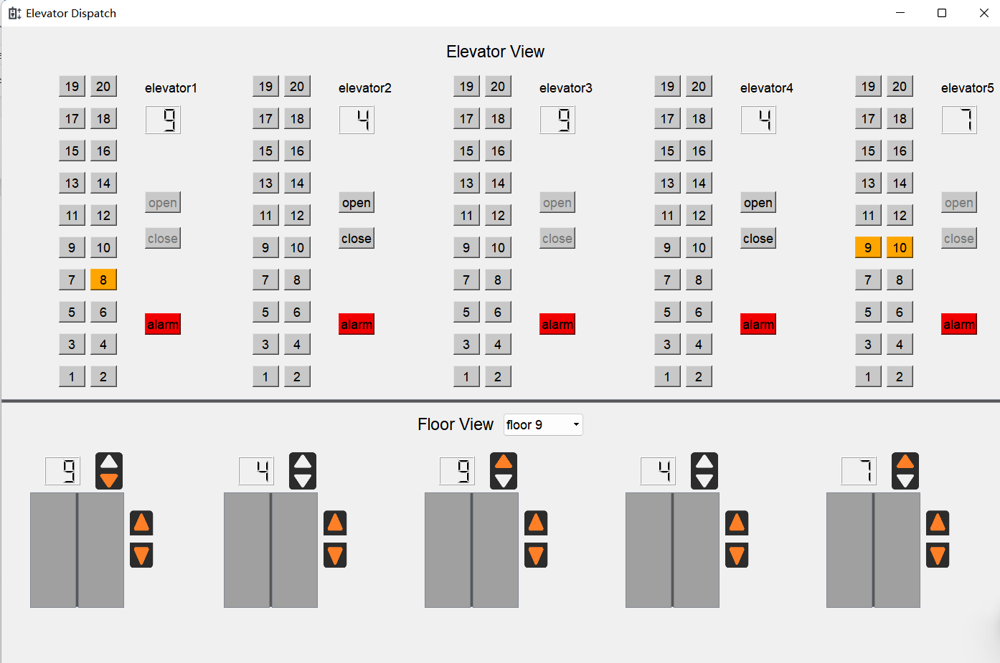 Elevator Dispatch
Elevator View
19 20 elevator1 19 20 elevator2 19 20 elevator3 19 20 elevator4 19 20 elevator5
17 18 9 17 18 4 17 18 9 17 18 4 17 18 7
15 16 15 16 15 16 15 16 15 16
13 14 open 13 14 open 13 14 open 13 14 open 13 14 open
11 12 close 11 12 close 11 12 close 11 12 close 11 12 close
9 10 9 10 9 10 9 10 9 10
7 8 7 8 7 8 7 8 7 8
5 6 alarm 5 6 alarm 5 6 alarm 5 6 alarm 5 6 alarm
3 4 3 4 3 4 3 4 3 4
1 2 1 2 1 2 1 2 1 2
Floor View floor 9
9 4 9 4 7